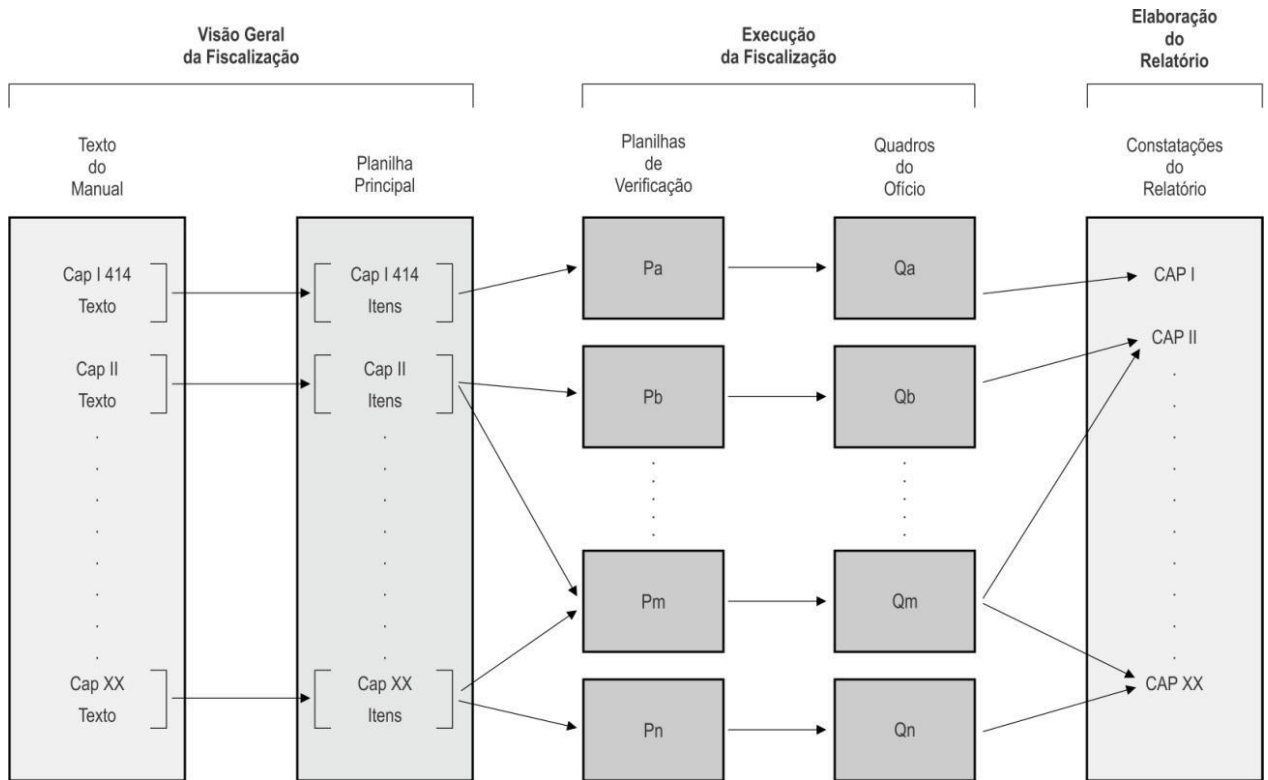 Visão Geral
da Fiscalização
Execução
da Fiscalização
Elaboração
do
Relatório
Texto
do
Manual
Planilha
Principal
Planilhas
de
Verificação
Quadros
do
Ofício
Constatações
do
Relatório
Cap I 414
Texto
Cap I 414
Itens
Pa
Qa
CAP I
Cap II
Texto
Cap II
Itens
Pb
Qb
CAP II
Pm
Qm
Cap XX
Texto
Cap XX
Itens
Pn
Qn
CAP XX